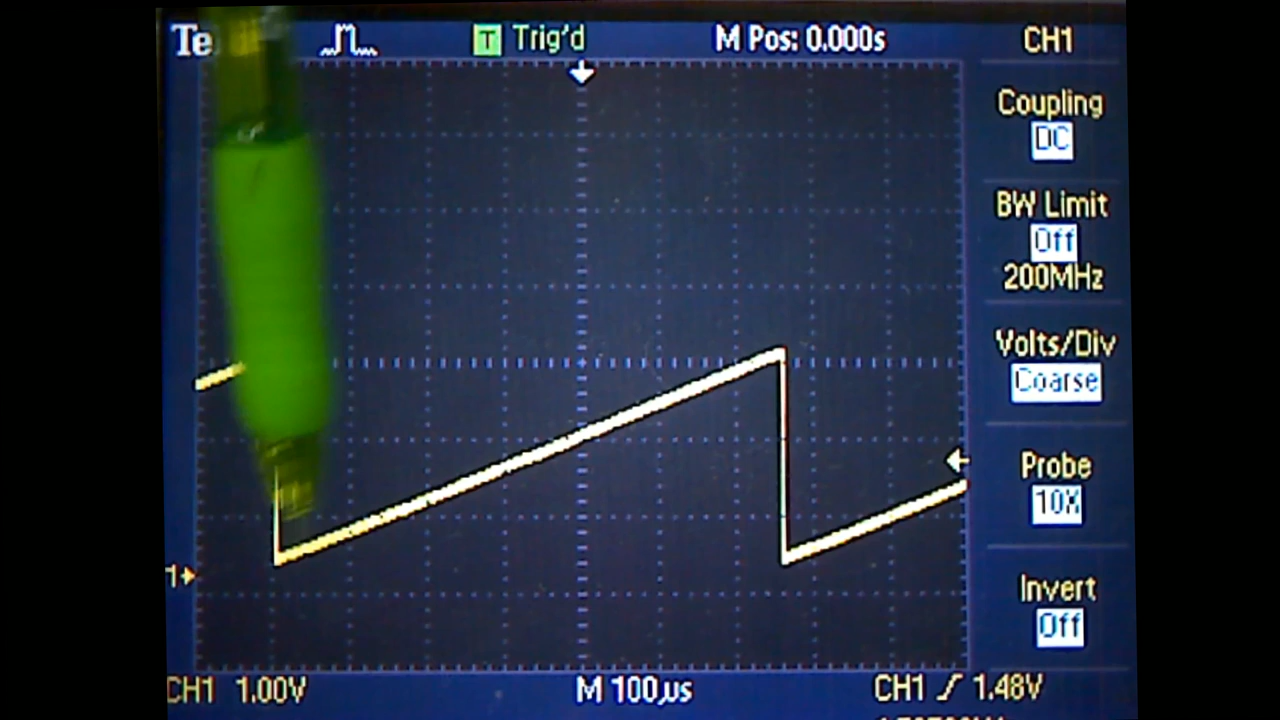 Te
T Trig'd
M Pos: 0.000s
CH1
Coupling
DC
BW Limit
Off
200MHz
Volts/Div
Coarse
Probe
10X
Invert
Off
1
CH1 1.00V
M 100µs
CH1 1.48V